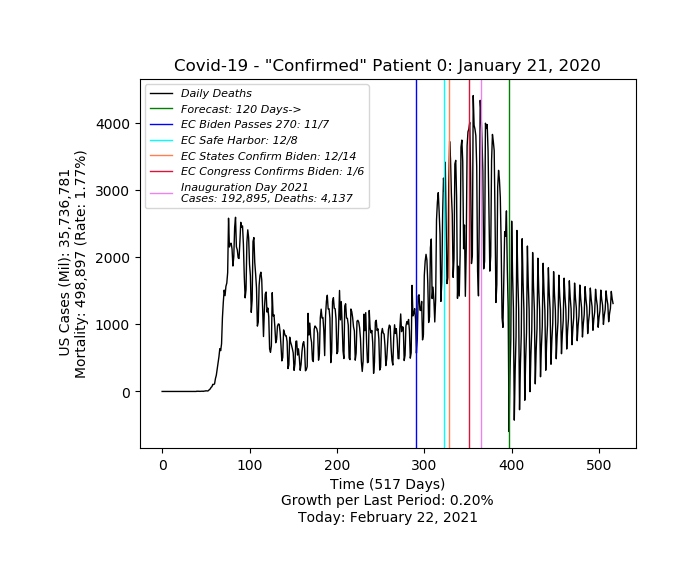 Covid-19 - "Confirmed" Patient 0: January 21, 2020
Daily Deaths
Forecast: 120 Days->
EC Biden Passes 270: 11/7
EC Safe Harbor: 12/8
EC States Confirm Biden: 12/14
EC Congress Confirms Biden: 1/6
Inauguration Day 2021
Cases: 192,895, Deaths: 4,137
US Cases (Mil): 35,736,781
Mortality: 498,897 (Rate: 1.77%)
4000
3000
2000
1000
0
0 100 200 300 400 500
Time (517 Days)
Growth per Last Period: 0.20%
Today: February 22, 2021